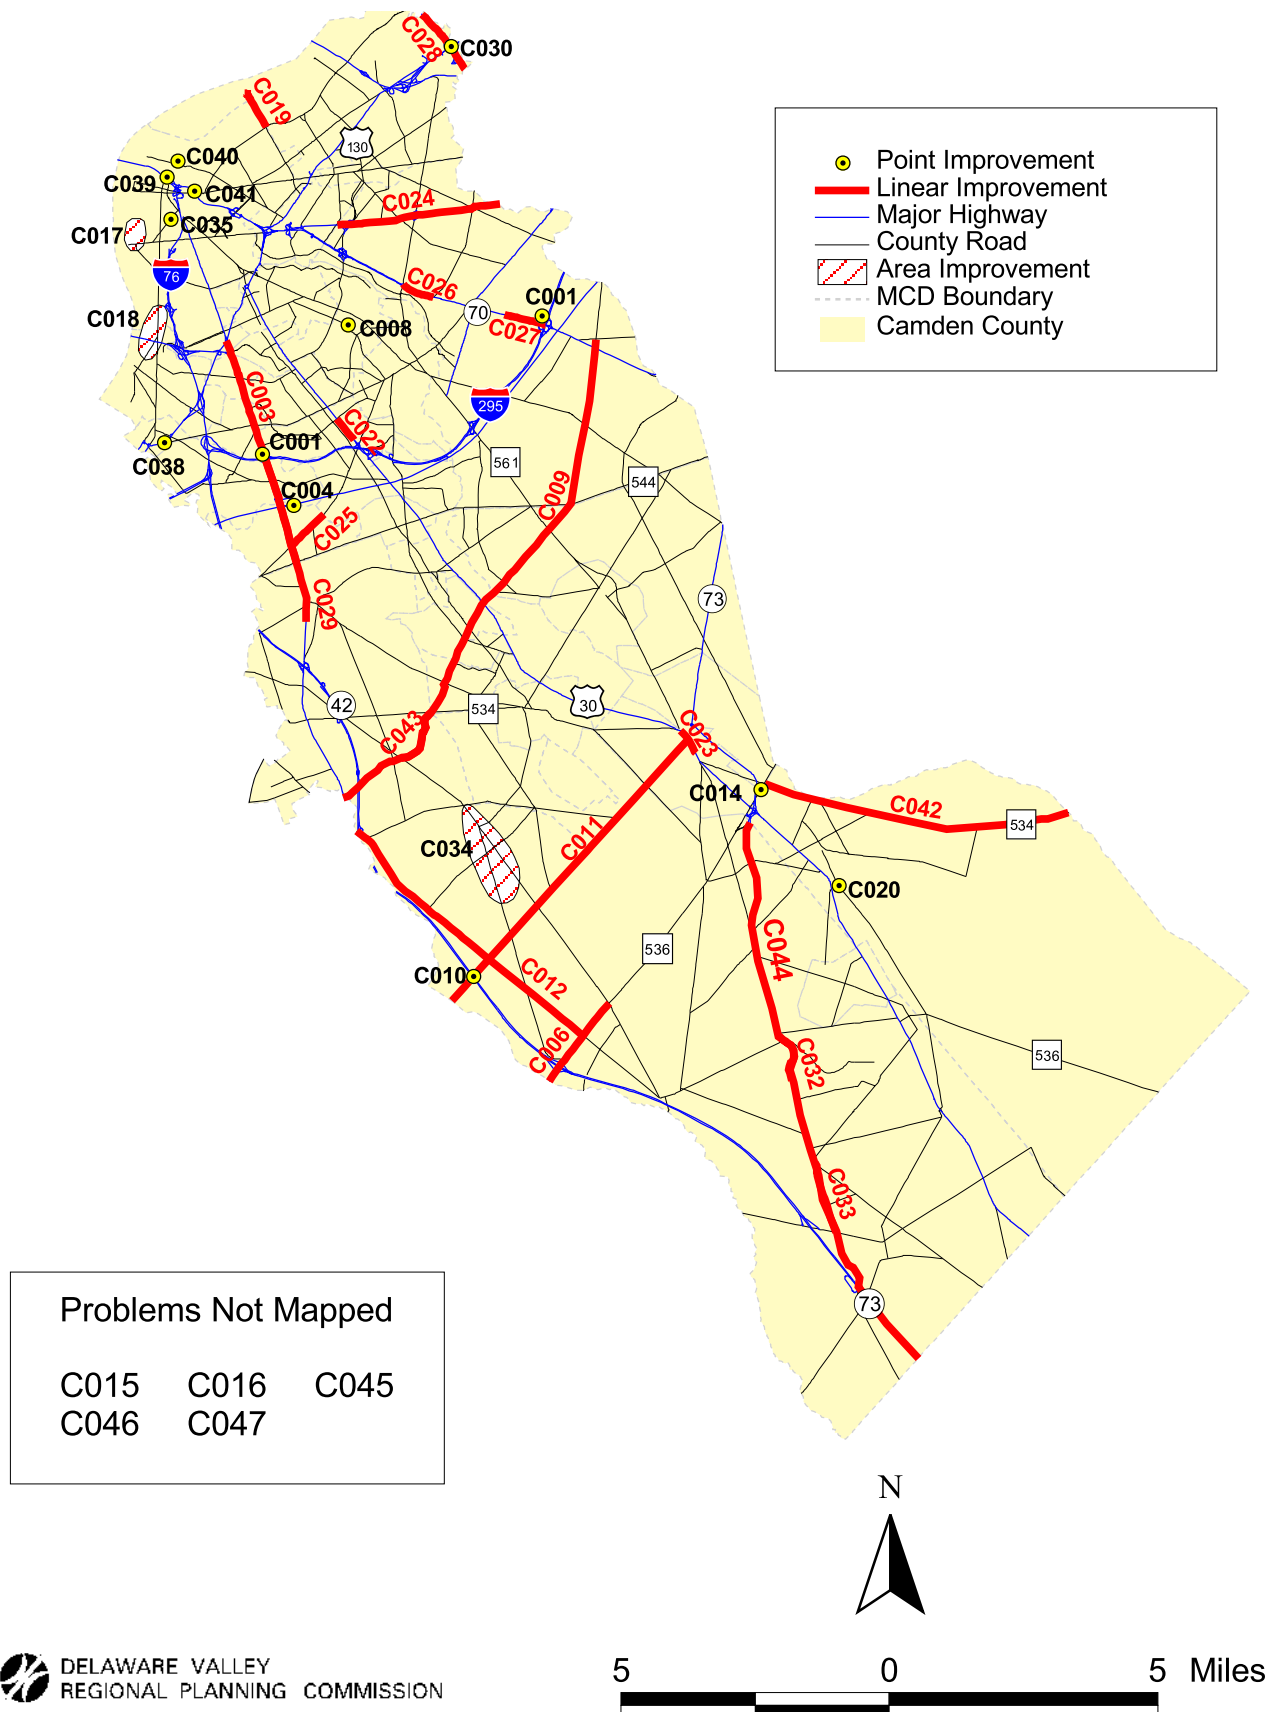 C028
C030
C019
130
C040
C039
C041
C024
C035
C017
76
C026
C001
70
C018
C008
C027
C003
295
C022
C001
C038
561
C009
544
C004
C025
C029
73
42
534
30
C043
C023
C014
C042
534
C011
C034
C020
536
C044
C010
C012
C006
C032
536
C033
73
Point Improvement
Linear Improvement
Major Highway
County Road
Area Improvement
MCD Boundary
Camden County
Problems Not Mapped
C015 C016 C045
C046 C047
N
DELAWARE VALLEY
REGIONAL PLANNING COMMISSION
5 0 5 Miles